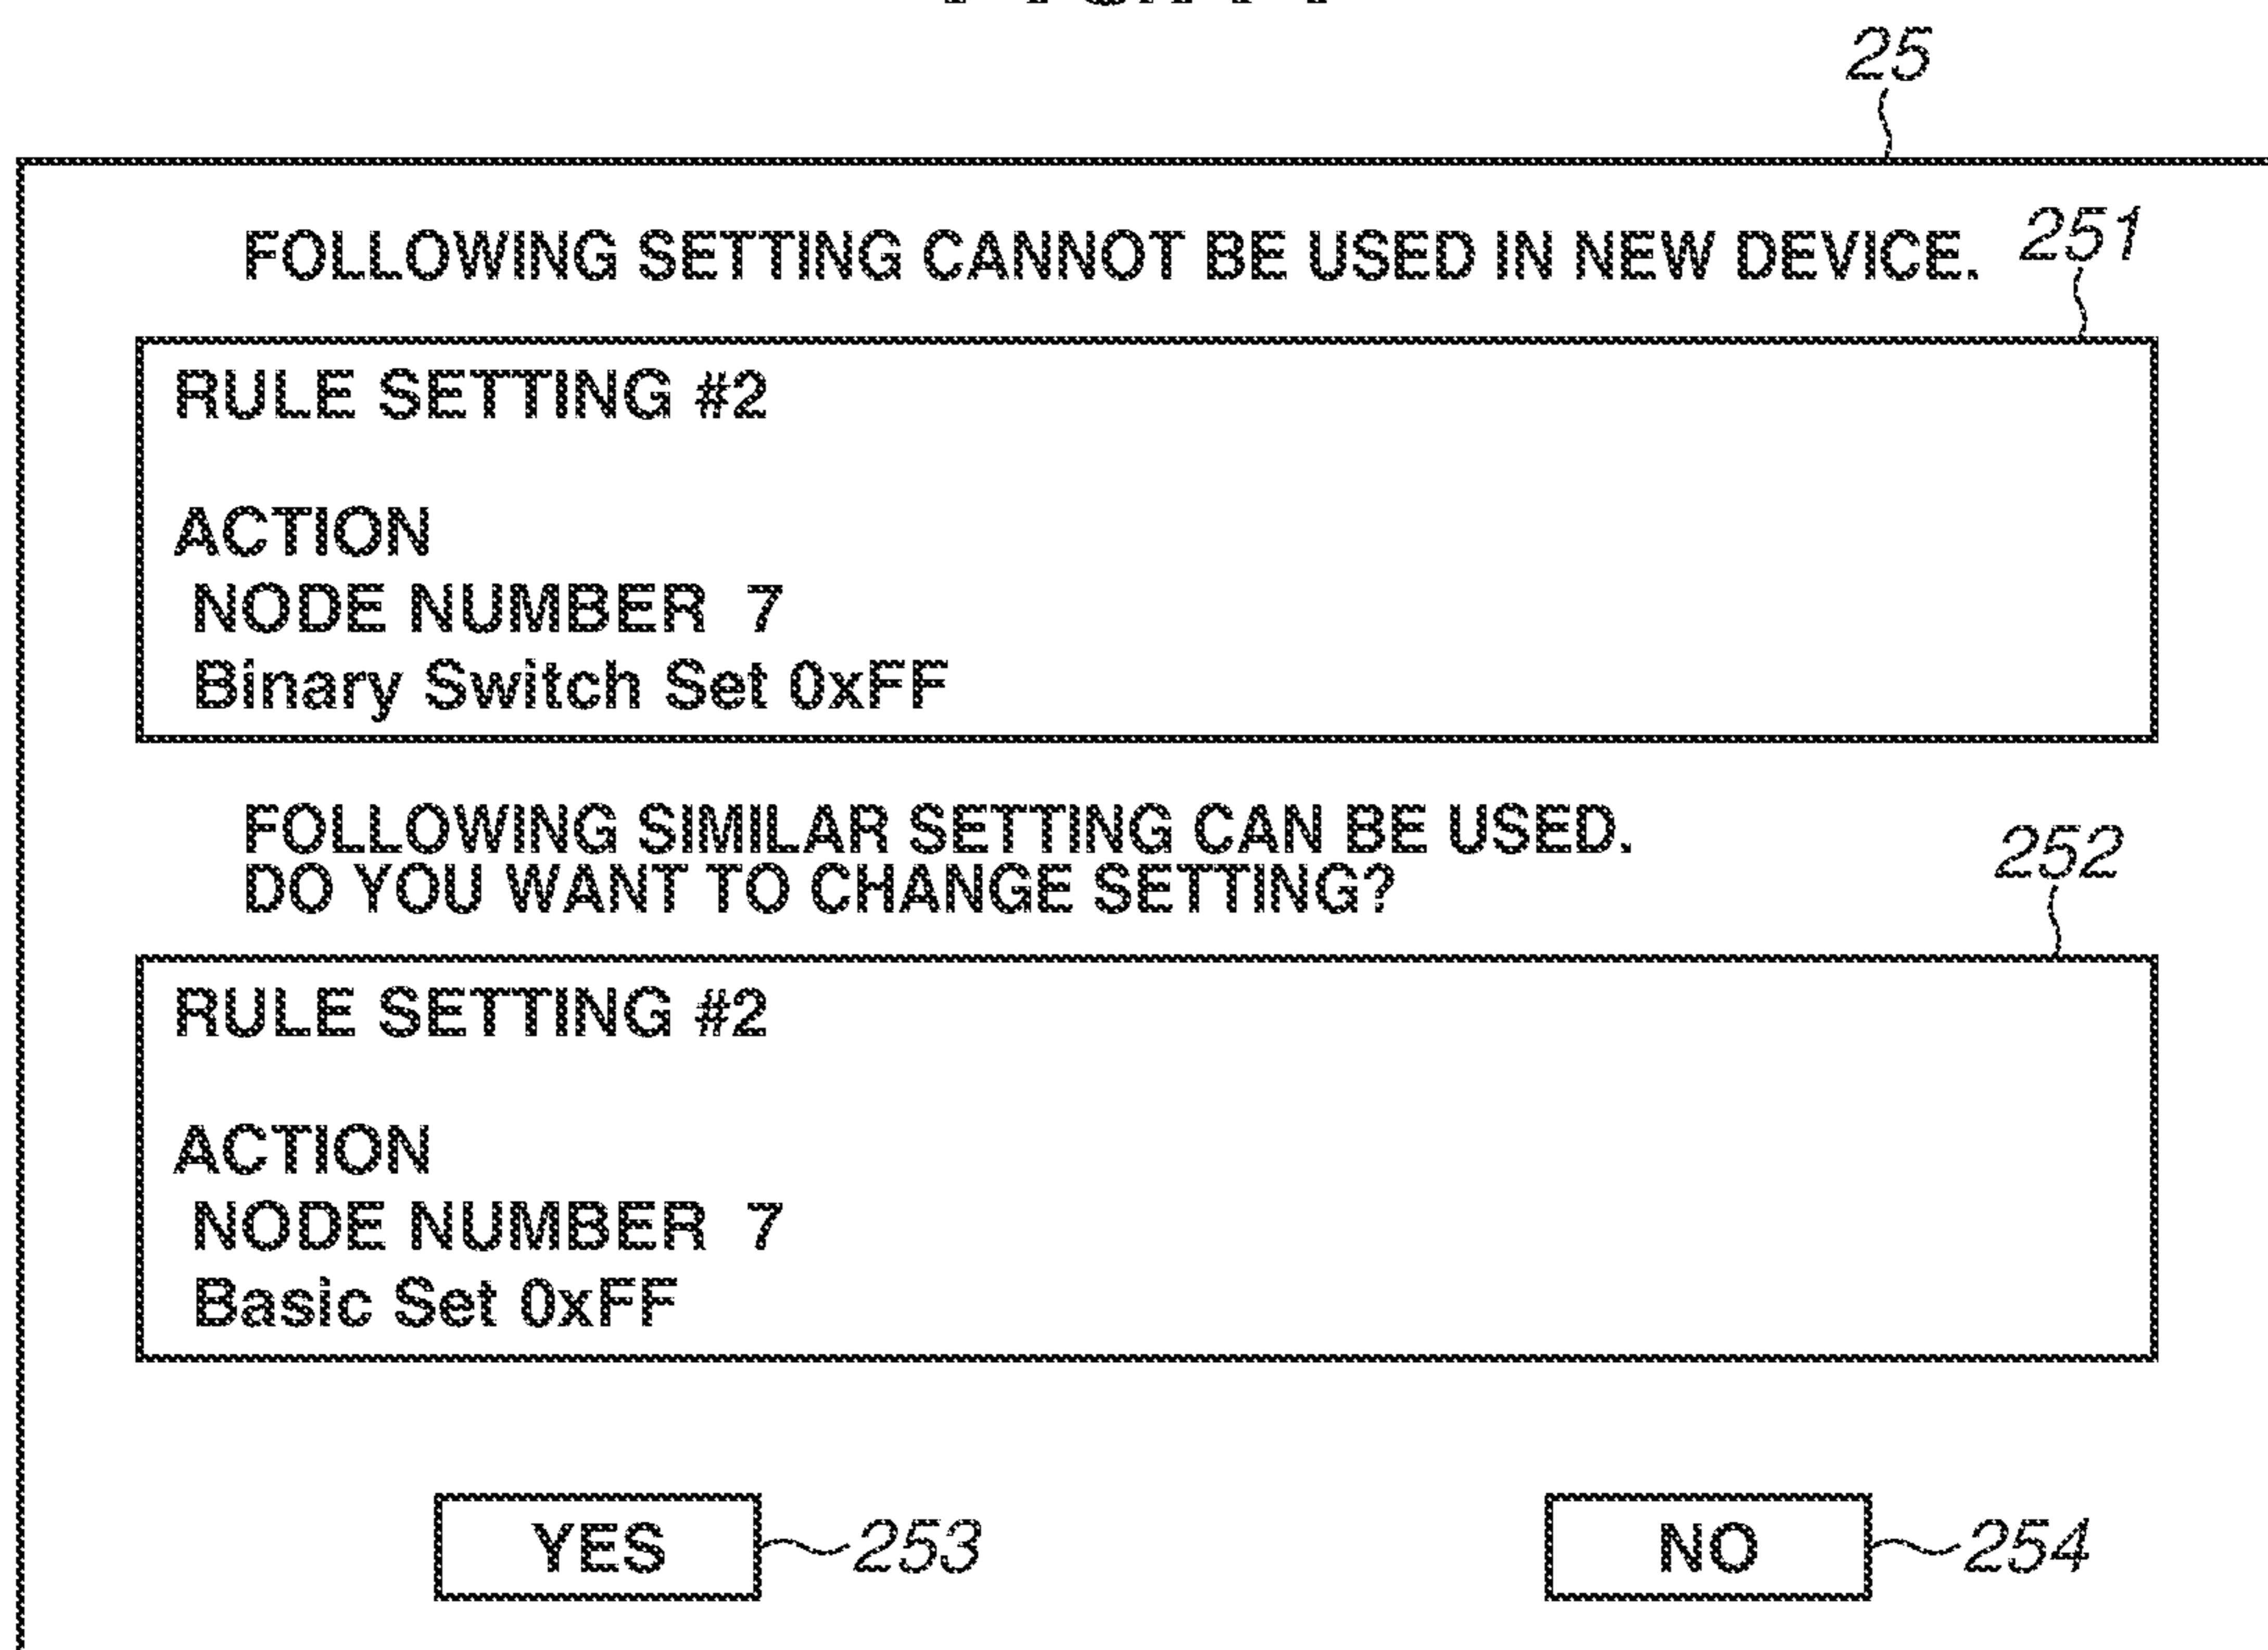 25
FOLLOWING SETTING CANNOT BE USED IN NEW DEVICE. 251
RULE SETTING #2
ACTION
NODE NUMBER 7
Binary Switch Set 0xFF
FOLLOWING SIMILAR SETTING CAN BE USED.
DO YOU WANT TO CHANGE SETTING?
252
RULE SETTING #2
ACTION
NODE NUMBER 7
Basic Set 0xFF
YES 253 NO 254